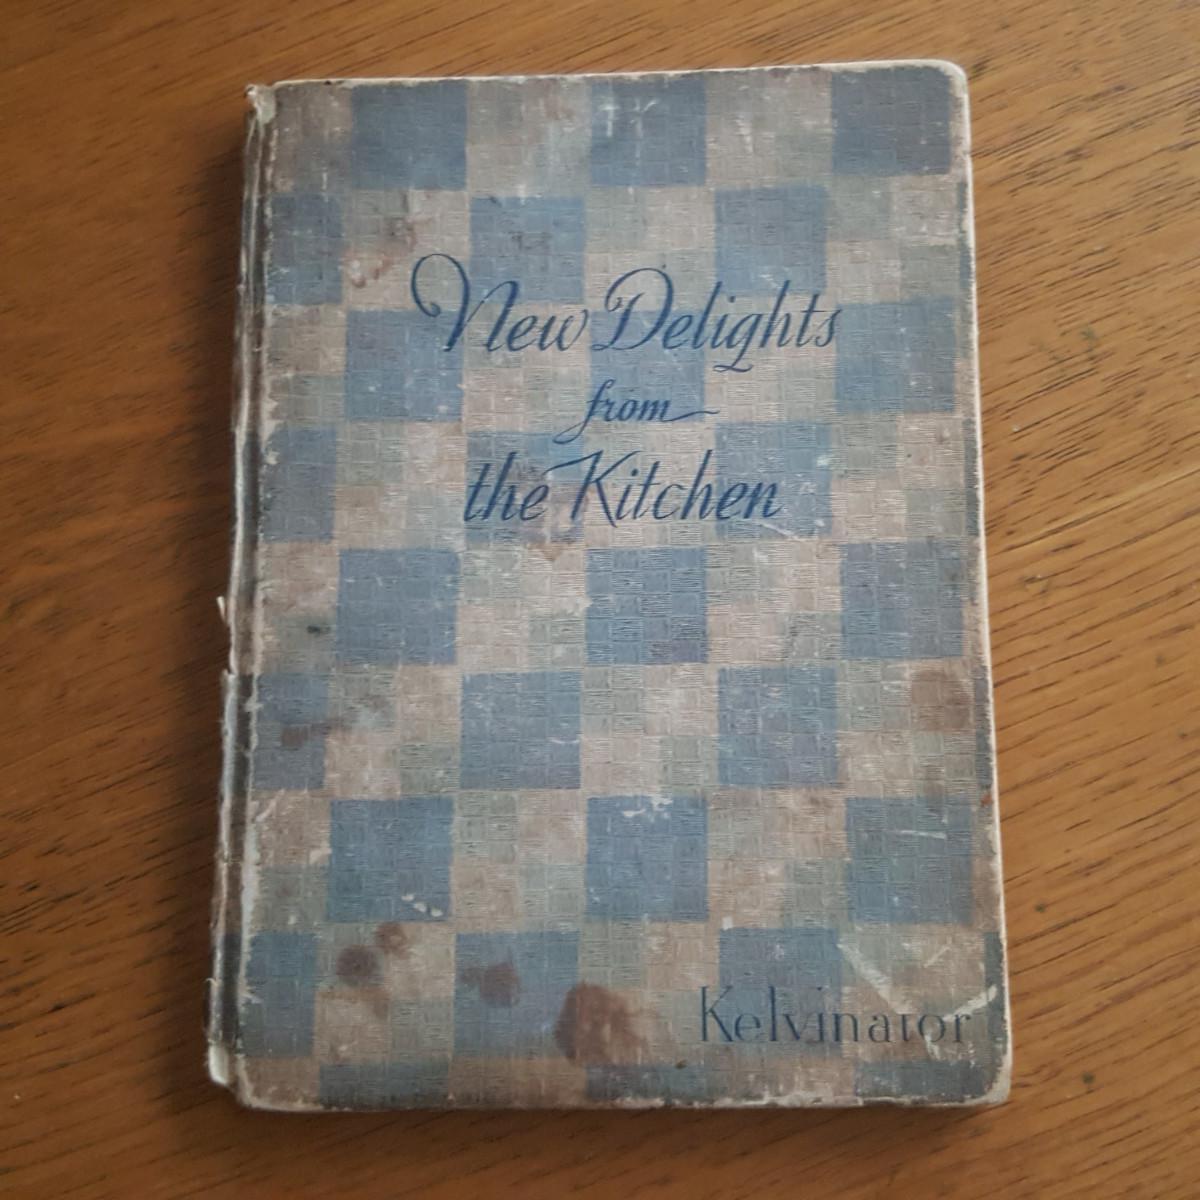 New Delights
from
the Kitchen
Kelvinator